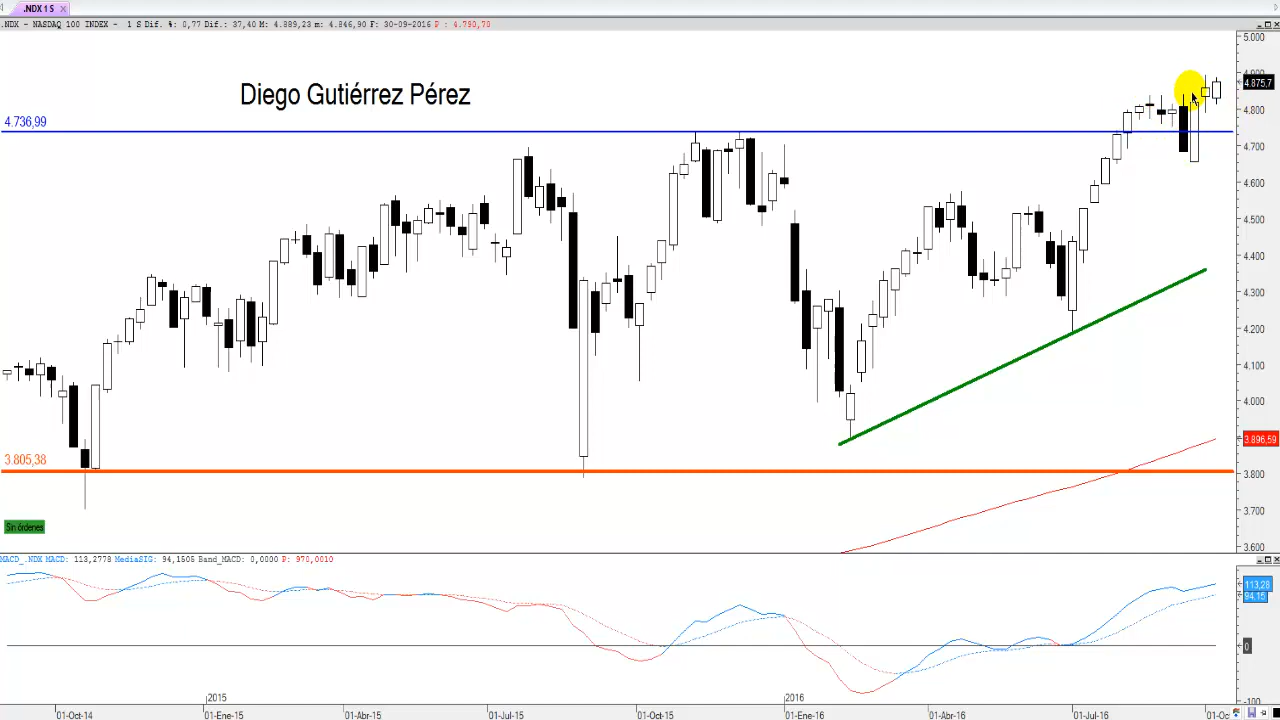 .NDX 1 S
.NDX - NASDAQ 100 INDEX - 1 S Dif. %: 0,77 Dif.: 37,40 M: 4.889,23 m: 4.846,90 F: 30-09-2016 P : 4.790,70
Diego Gutiérrez Pérez
4.736,99
3.805,38
Sin órdenes
5.000
4.875,7
4.800
4.700
4.600
4.500
4.400
4.300
4.200
4.100
4.000
3.896,59
3.800
3.700
3.600
MACD_.NDX MACD: 113,2778 MediaSIG: 94,1505 Band_MACD: 0,0000 P: 970,0010
113,28
94,15
0
-100
2015
2016
01-Oct-14
01-Ene-15
01-Abr-15
01-Jul-15
01-Oct-15
01-Ene-16
01-Abr-16
01-Jul-16